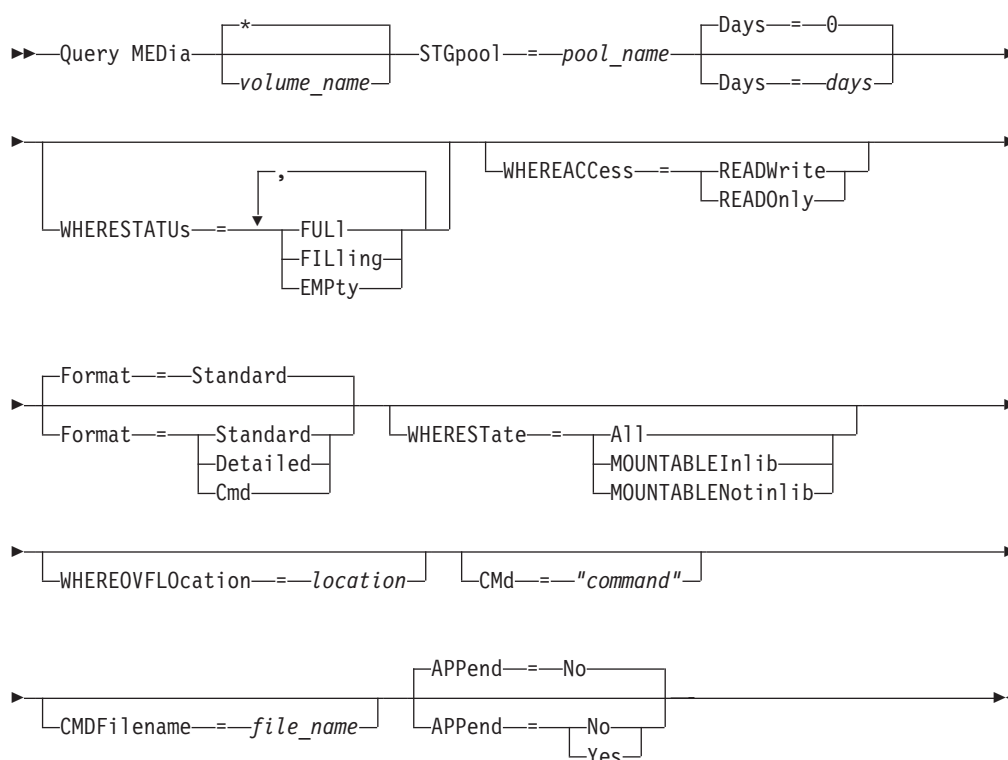 *
Query MEDia STGpool = pool_name
volume_name
Days = 0
Days = days
WHERESTATUs =
,
FULl
FILling
EMPty
WHEREACCess = READWrite
READOnly
Format = Standard
Format = Standard
Detailed
Cmd
WHERESTate = All
MOUNTABLEInlib
MOUNTABLENotinlib
WHEREOVFLOcation = location
CMd = "command"
CMDFilename = file_name
APPend = No
APPend = No
Yes